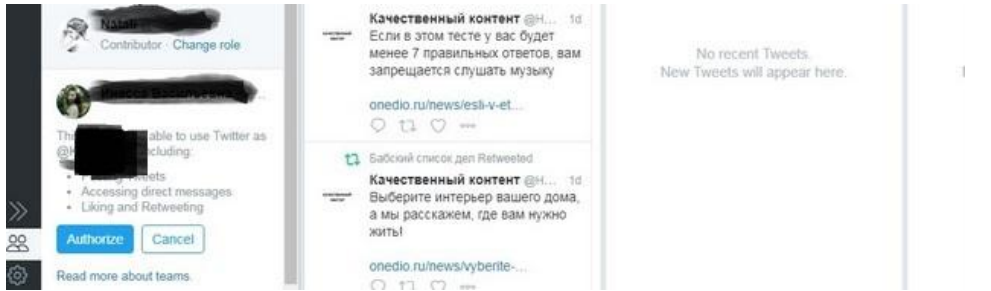 Contributor · Change role
able to use Twitter as
cluding:
Tweets
• Accessing direct messages
• Liking and Retweeting
Authorize
Cancel
Read more about teams.
Качественный контент @Н... 1d
Если в этом тесте у вас будет
менее 7 правильных ответов, вам
запрещается слушать музыку
onedio.ru/news/esli-v-et...
Бабский список дел Retweeted
Качественный контент @Н... 1d
Выберите интерьер вашего дома,
а мы расскажем, где вам нужно
жить!
onedio.ru/news/vyberite-...
No recent Tweets.
New Tweets will appear here.